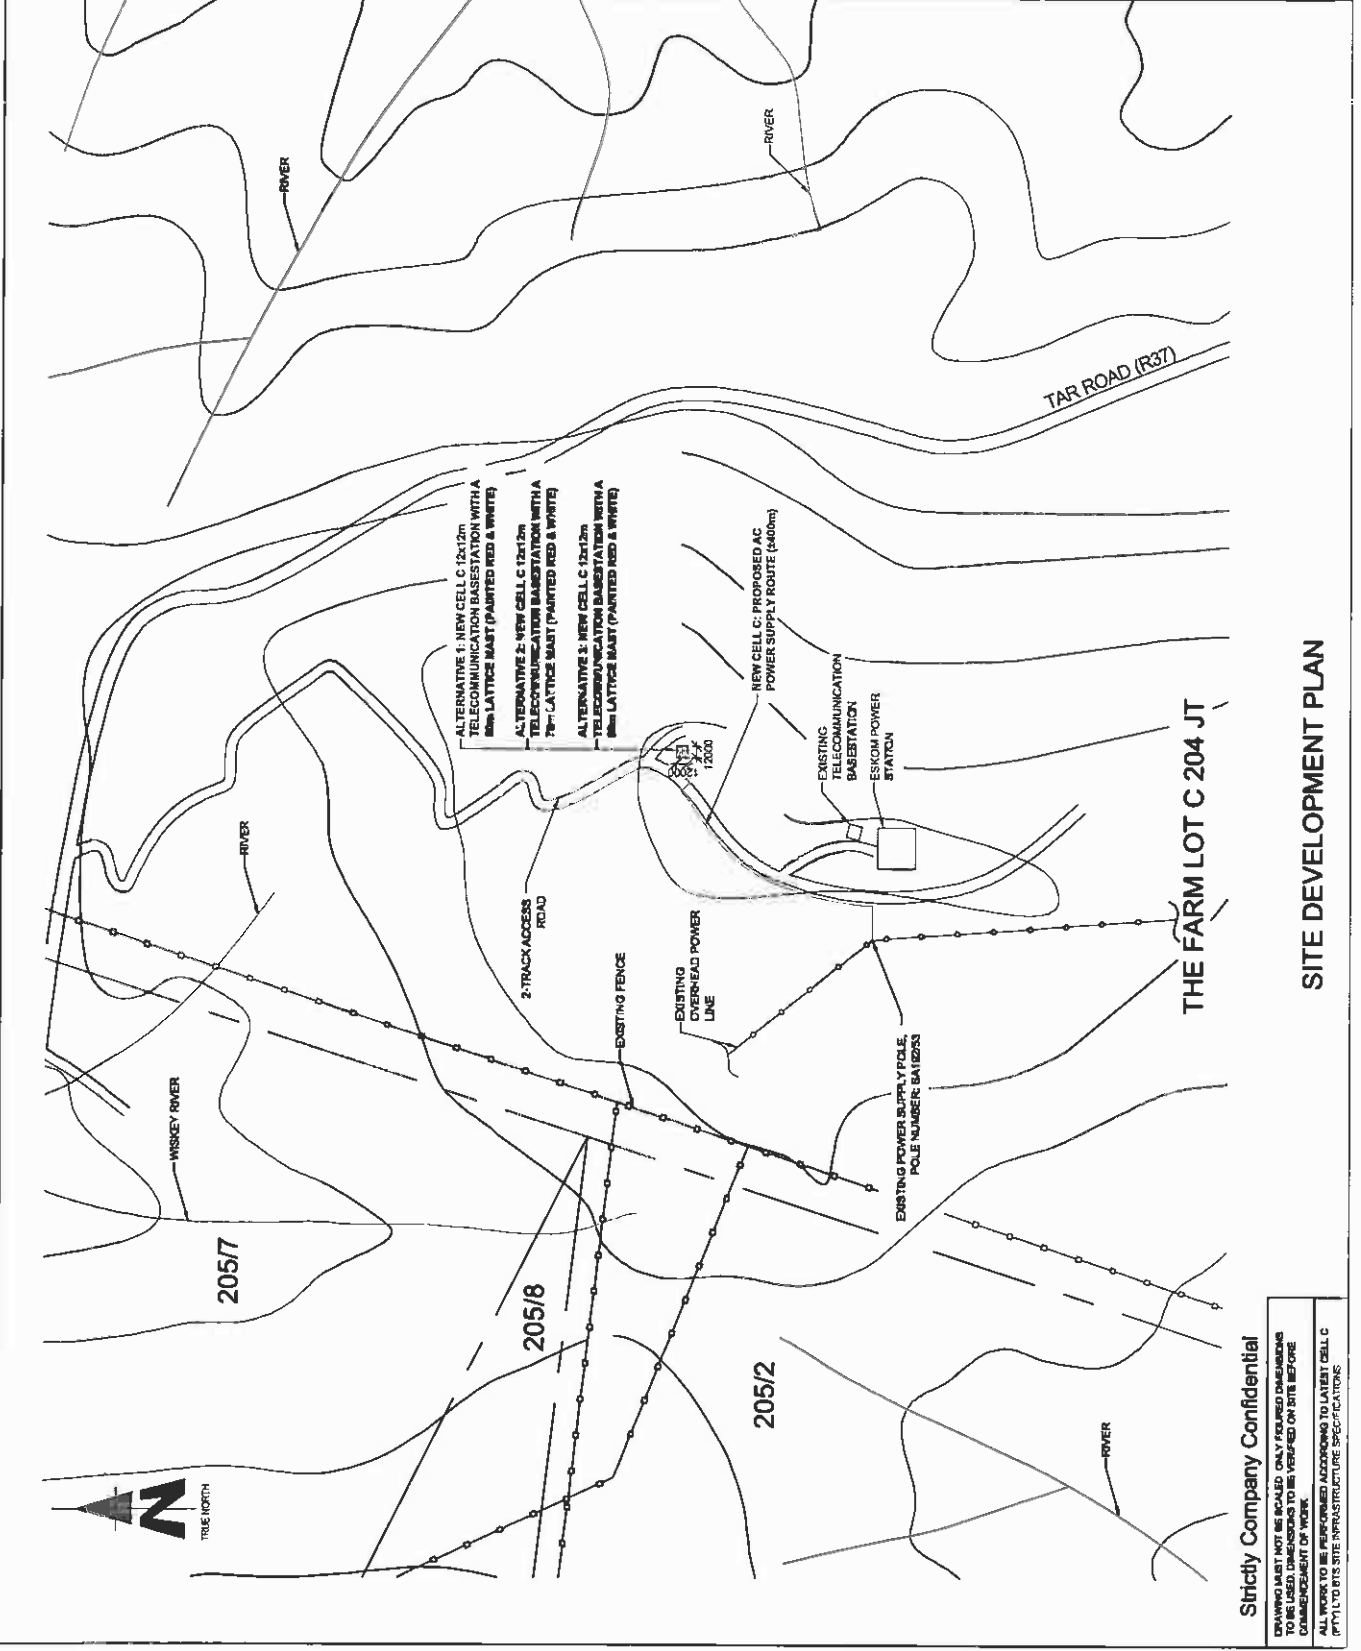 TRUE NORTH
205/7
WISKEY RIVER
RIVER
RIVER
205/8
EXISTING FENCE
2-TRACK ACCESS
ROAD
ALTERNATIVE 1: NEW CELL C 12x12m
TELECOMMUNICATION BASESTATION WITH A
LATTICE MAST (PAINTED RED & WHITE)
ALTERNATIVE 2: NEW CELL C 12x12m
TELECOMMUNICATION BASESTATION WITH A
LATTICE MAST (PAINTED RED & WHITE)
ALTERNATIVE 3: NEW CELL C 12x12m
TELECOMMUNICATION BASESTATION WITH A
LATTICE MAST (PAINTED RED & WHITE)
12000
12000
205/2
EXISTING
OVERHEAD POWER
LINE
NEW CELL C: PROPOSED AC
POWER SUPPLY ROUTE (±400m)
RIVER
EXISTING
TELECOMMUNICATION
BASESTATION
ESKOM POWER
STATION
EXISTING POWER SUPPLY POLE,
POLE NUMBER:
TAR ROAD (R37)
RIVER
THE FARM LOT C 204 JT
Strictly Company Confidential
SITE DEVELOPMENT PLAN
DRAWING MUST NOT BE SCALED. ONLY FIGURED DIMENSIONS
TO BE USED. DIMENSIONS TO BE VERIFIED ON SITE BEFORE
COMMENCEMENT OF WORK.
ALL WORK TO BE PERFORMED ACCORDING TO LATEST CELL C
(PTY) LTD BTS SITE INFRASTRUCTURE SPECIFICATIONS